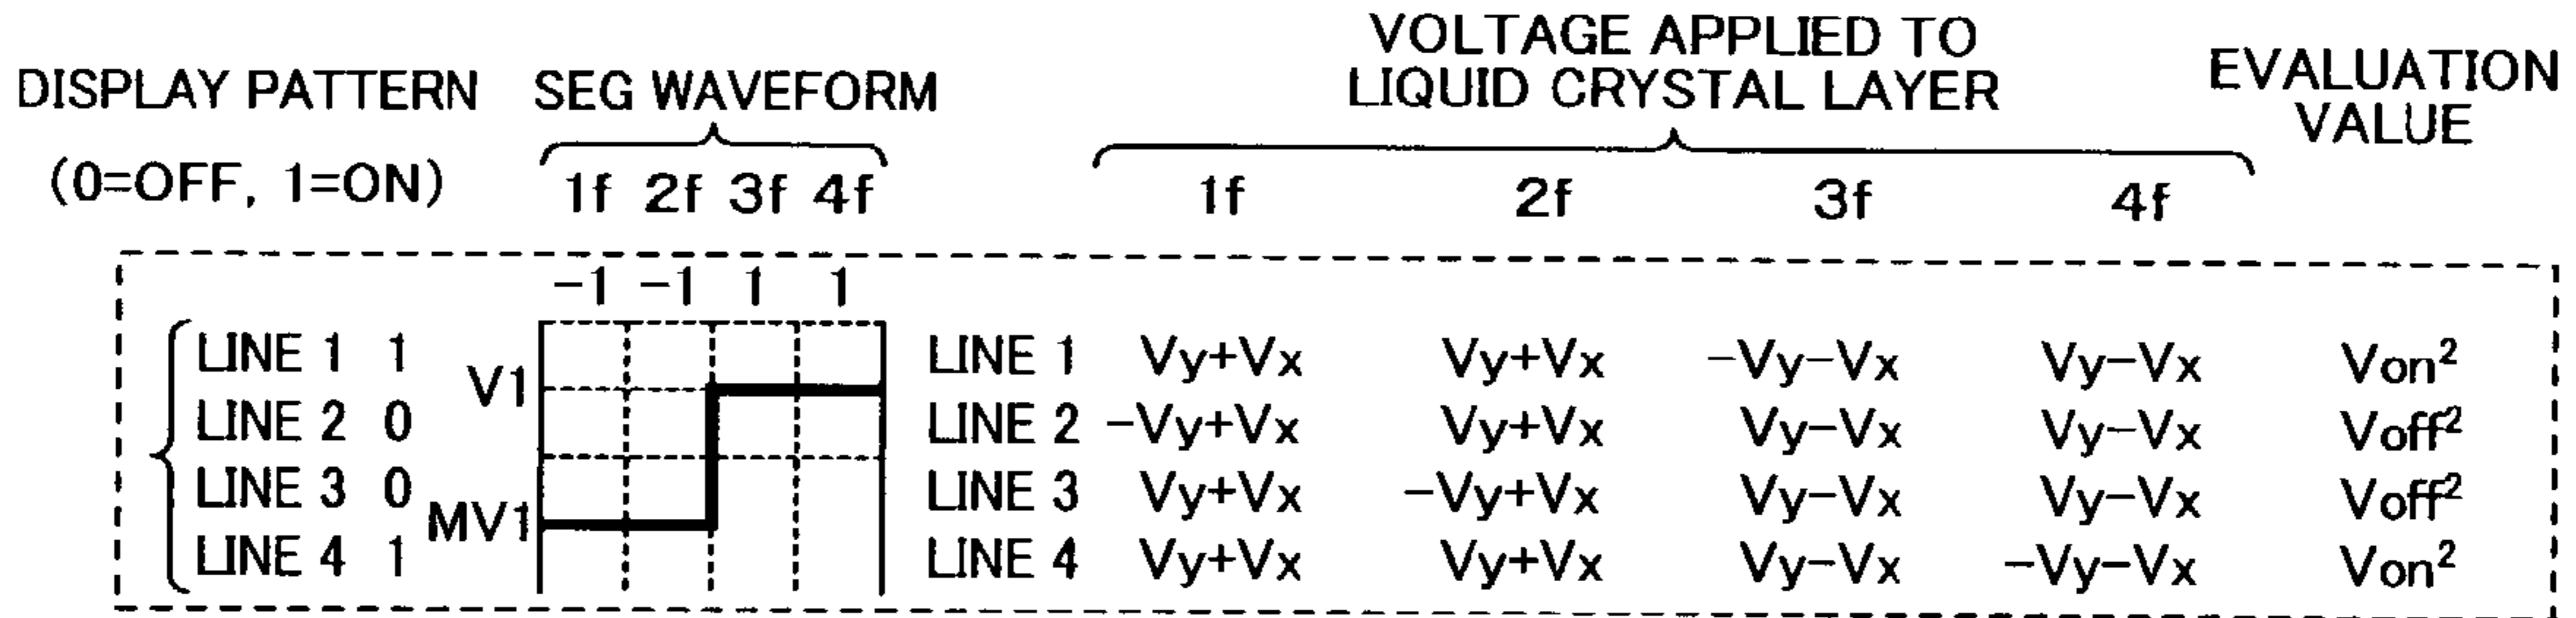 DISPLAY PATTERN
(0=OFF, 1=ON)
SEG WAVEFORM
1f 2f 3f 4f
VOLTAGE APPLIED TO
LIQUID CRYSTAL LAYER
1f 2f 3f 4f
EVALUATION
VALUE
-1 -1 1 1
LINE 1 1
LINE 2 0
LINE 3 0
LINE 4 1
V1
MV1
LINE 1 Vy+Vx Vy+Vx -Vy-Vx Vy-Vx Von²
LINE 2 -Vy+Vx Vy+Vx Vy-Vx Vy-Vx Voff²
LINE 3 Vy+Vx -Vy+Vx Vy-Vx Vy-Vx Voff²
LINE 4 Vy+Vx Vy+Vx Vy-Vx -Vy-Vx Von²